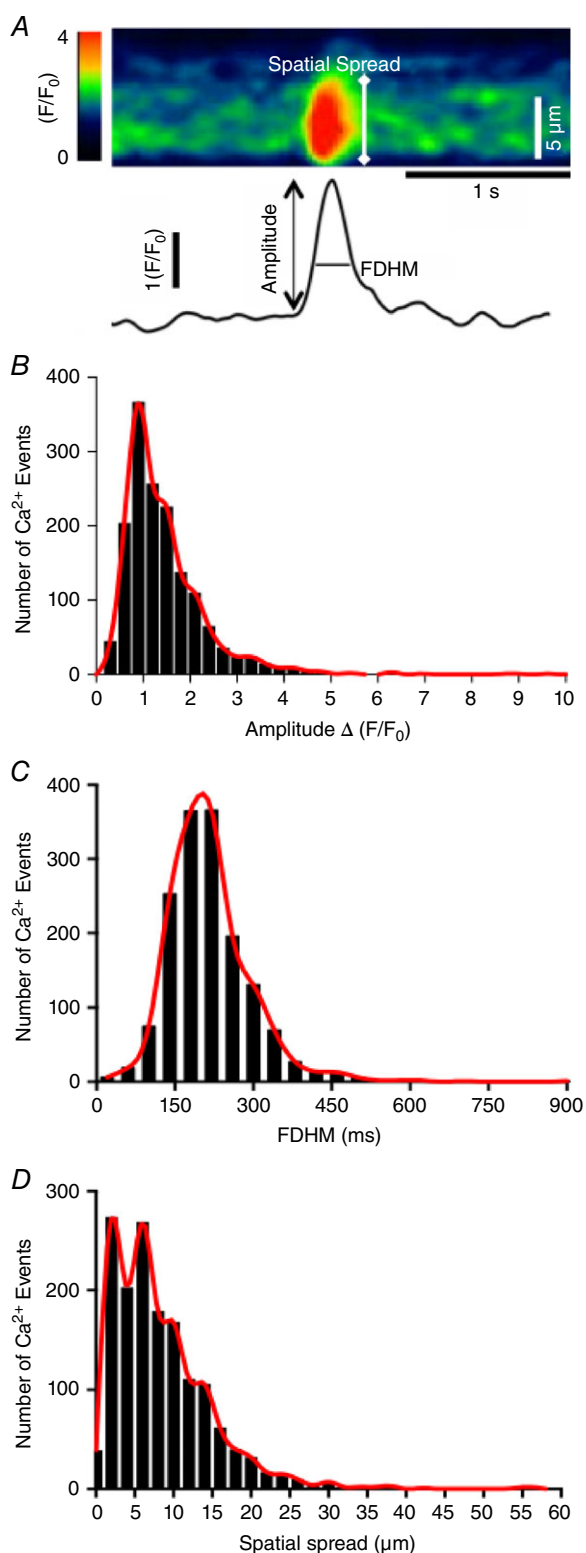 A
4
(F/F0)
0
Spatial Spread
5 µm
1 s
1(F/F0)
Amplitude
FDHM
B
400
300
200
100
0
Number of Ca2+ Events
0 1 2 3 4 5 6 7 8 9 10
Amplitude Δ (F/F0)
C
400
300
200
100
0
Number of Ca2+ Events
0 150 300 450 600 750 900
FDHM (ms)
D
300
200
100
0
Number of Ca2+ Events
0 5 10 15 20 25 30 35 40 45 50 55 60
Spatial spread (µm)